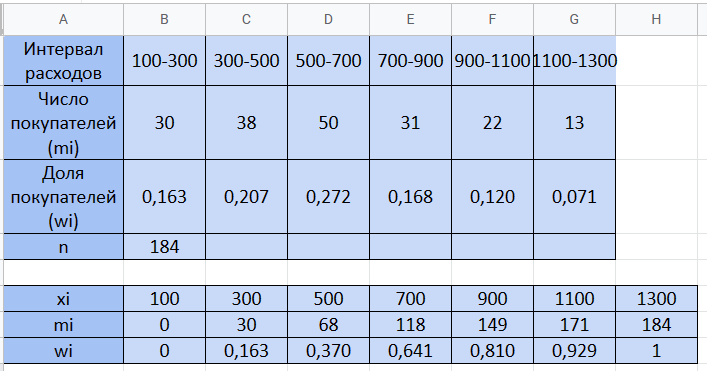 A B C D E F G H
Интервал расходов 100-300 300-500 500-700 700-900 900-1100 1100-1300
Число покупателей (mi) 30 38 50 31 22 13
Доля покупателей (wi) 0,163 0,207 0,272 0,168 0,120 0,071
n 184
xi 100 300 500 700 900 1100 1300
mi 0 30 68 118 149 171 184
wi 0 0,163 0,370 0,641 0,810 0,929 1